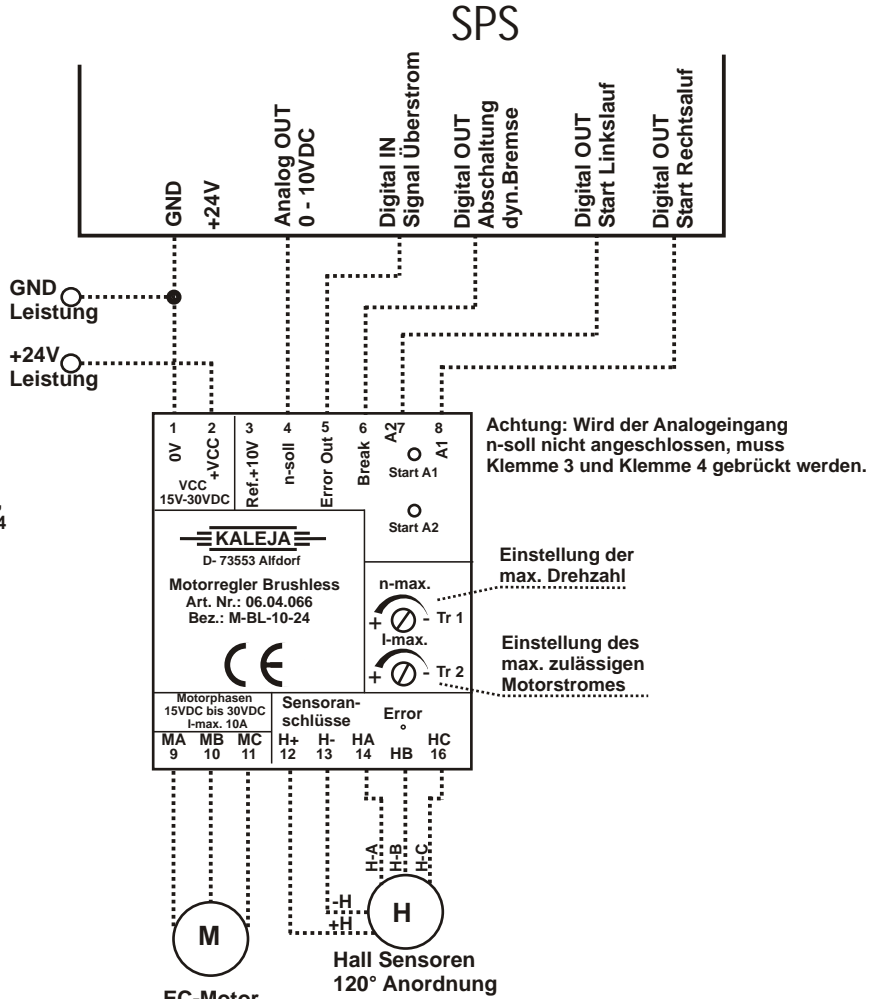 SPS
GND
+24V
Analog OUT
0 - 10VDC
Digital IN
Signal Überstrom
Digital OUT
Abschaltung
dyn.Bremse
Digital OUT
Start Linkslauf
Digital OUT
Start Rechtsaluf
GND
Leistung
+24V
Leistung
1
2
3
4
5
6
7
8
0V
+VCC
Ref.+10V
n-soll
Error Out
Break
A2
A1
VCC
15V-30VDC
Start A1
Start A2
Achtung: Wird der Analogeingang
n-soll nicht angeschlossen, muss
Klemme 3 und Klemme 4 gebrückt werden.
4
KALEJA
D- 73553 Alfdorf
Motorregler Brushless
Art. Nr.: 06.04.066
Bez.: M-BL-10-24
CE
n-max.
+ - Tr 1
I-max.
+ - Tr 2
Einstellung der
max. Drehzahl
Einstellung des
max. zulässigen
Motorstromes
Motorphasen
15VDC bis 30VDC
I-max. 10A
Sensoran-
schlüsse
Error
MA MB MC H+ H- HA HC
9 10 11 12 13 14 HB 16
H-A
H-B
H-C
-H
+H
M
H
Hall Sensoren
120° Anordnung
EC-Motor